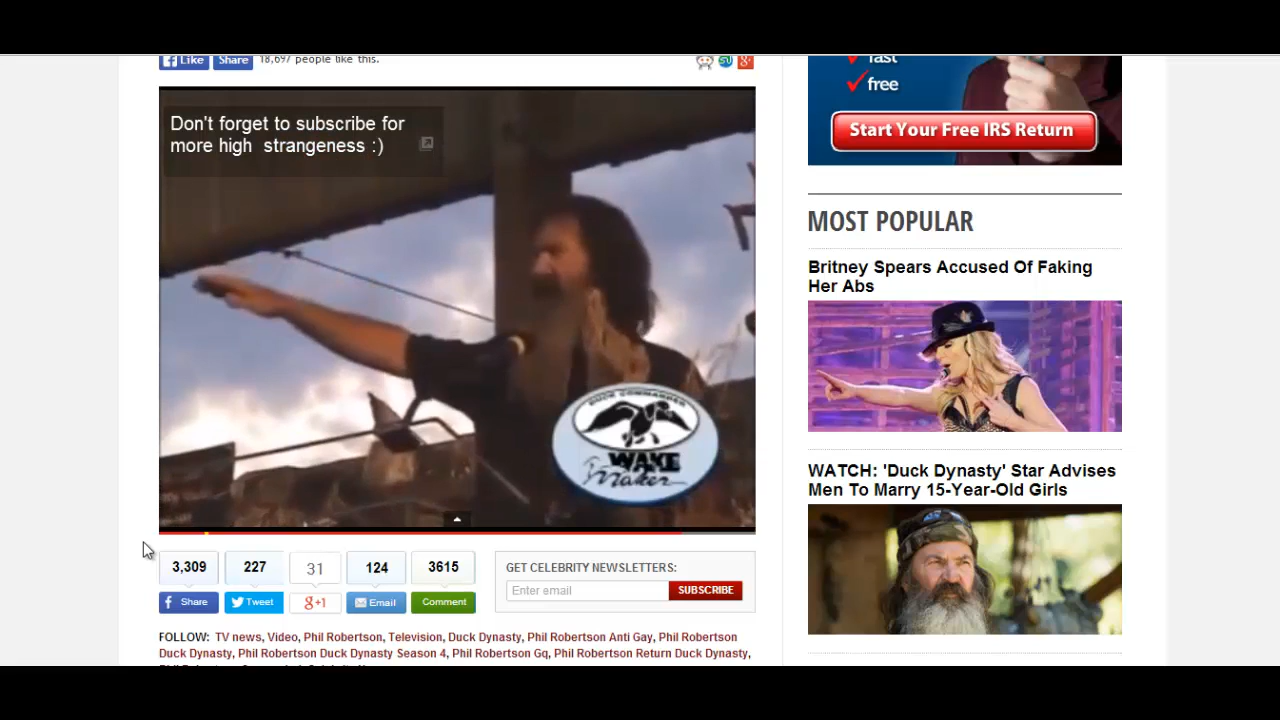 Like Share 18,697 people like this.
Don't forget to subscribe for
more high strangeness :)
DUCK COMMANDER
WAKE
Maker
3,309 227 31 124 3615
Share Tweet g+1 Email Comment
GET CELEBRITY NEWSLETTERS:
Enter email SUBSCRIBE
FOLLOW: TV news, Video, Phil Robertson, Television, Duck Dynasty, Phil Robertson Anti Gay, Phil Robertson
Duck Dynasty, Phil Robertson Duck Dynasty Season 4, Phil Robertson Gq, Phil Robertson Return Duck Dynasty,
fast
free
Start Your Free IRS Return
MOST POPULAR
Britney Spears Accused Of Faking
Her Abs
WATCH: 'Duck Dynasty' Star Advises
Men To Marry 15-Year-Old Girls